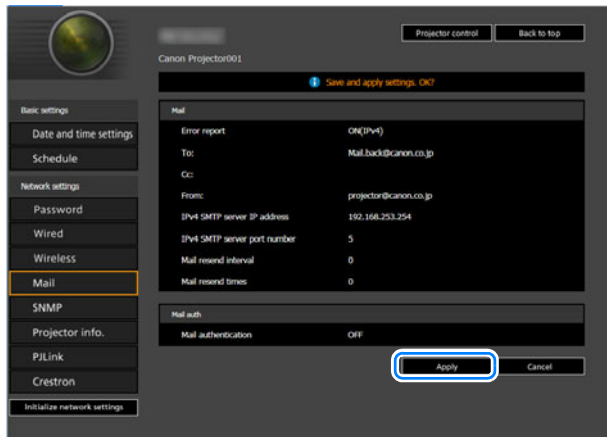 Projector control Back to top
Canon Projector001
Save and apply settings. OK?
Basic settings
Date and time settings
Schedule
Network settings
Password
Wired
Wireless
Mail
SNMP
Projector info.
PJLink
Crestron
Initialize network settings
Mail
Error report ON(IPv4)
To: Mail.back@canon.co.jp
Cc:
From: projector@canon.co.jp
IPv4 SMTP server IP address 192.168.253.254
IPv4 SMTP server port number 5
Mail resend interval 0
Mail resend times 0
Mail auth
Mail authentication OFF
Apply Cancel